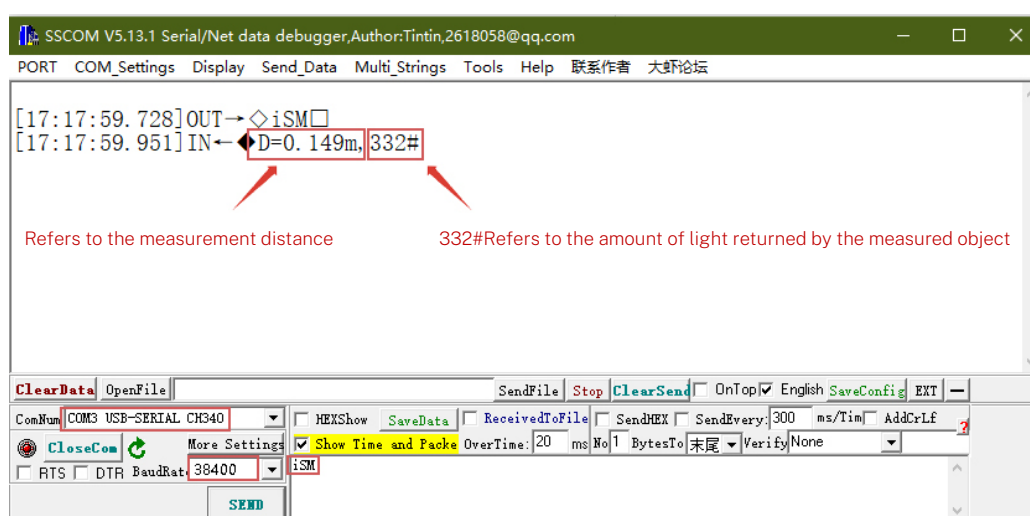 SSCOM V5.13.1 Serial/Net data debugger,Author:Tintin,2618058@qq.com
PORT COM_Settings Display Send_Data Multi_Strings Tools Help 联系作者 大虾论坛
[17:17:59.728]OUT→◇iSM□
[17:17:59.951]IN←◆D=0.149m,332#
Refers to the measurement distance
332#Refers to the amount of light returned by the measured object
ClearData OpenFile SendFile Stop ClearSend OnTop English SaveConfig EXT —
ComNum COM3 USB-SERIAL CH340 HEXShow SaveData ReceivedToFile SendHEX SendEvery: 300 ms/Tim AddCrLf
CloseCom More Settings Show Time and Packe OverTime: 20 ms No 1 BytesTo 末尾 Verify None ?
RTS DTR BaudRat 38400 iSM
SEND